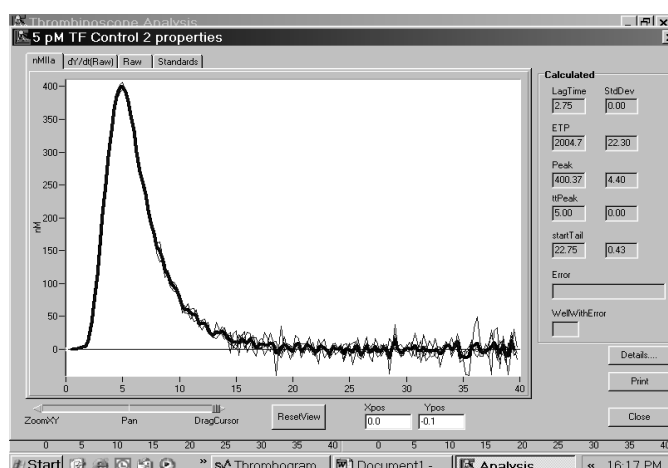 Thrombinoscope Analysis
5 pM TF Control 2 properties
nMIIa dY/dt(Raw) Raw Standards
400
350
300
250
200
150
100
50
0
nM
0 5 10 15 20 25 30 35 40
Calculated
LagTime StdDev
2.75 0.00
ETP
2004.7 22.30
Peak
400.37 4.40
ttPeak
5.00 0.00
startTail
22.75 0.43
Error
WellWithError
Details....
Print
Close
ZoomXY Pan DragCursor
ResetView
Xpos Ypos
0.0 -0.1
0 5 10 15 20 25 30 35 40 0 5 10 15 20 25 30 35 40
Start » Thrombogram Document1 - Analysis « 16:17 PM